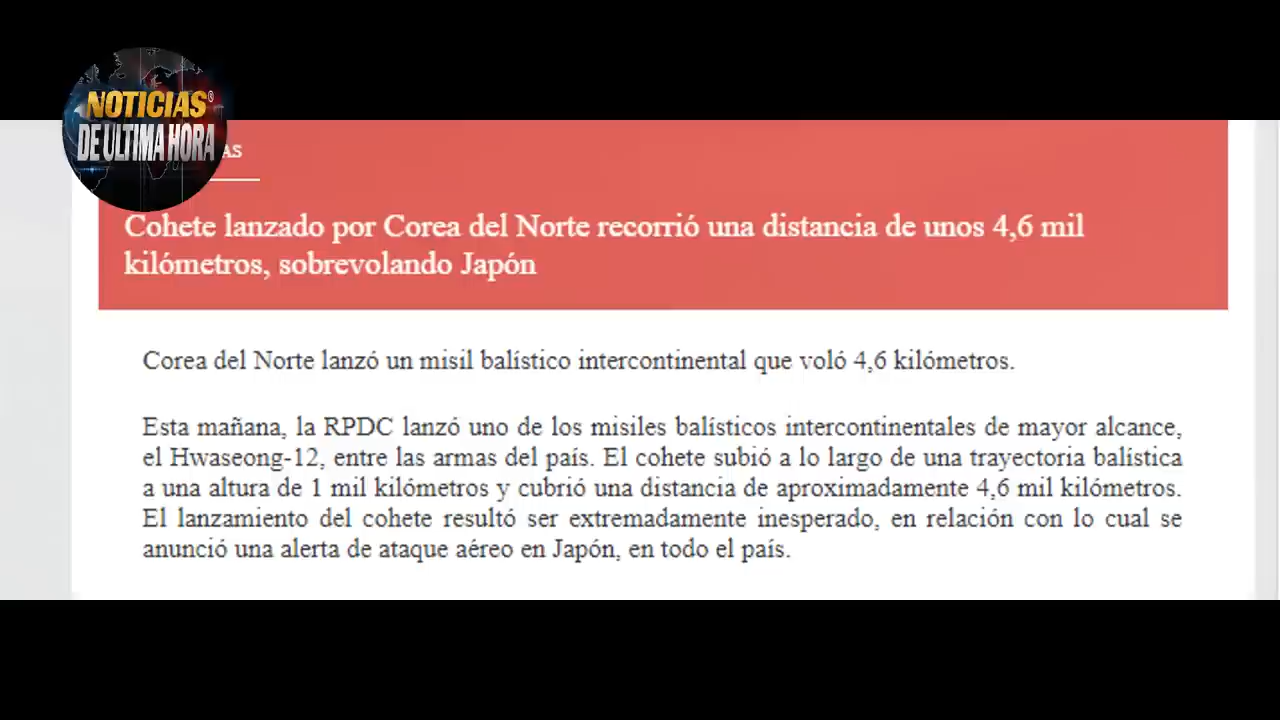 NOTICIAS®
DE ULTIMA HORA
AS
Cohete lanzado por Corea del Norte recorrió una distancia de unos 4,6 mil
kilómetros, sobrevolando Japón
Corea del Norte lanzó un misil balístico intercontinental que voló 4,6 kilómetros.
Esta mañana, la RPDC lanzó uno de los misiles balísticos intercontinentales de mayor alcance,
el Hwaseong-12, entre las armas del país. El cohete subió a lo largo de una trayectoria balística
a una altura de 1 mil kilómetros y cubrió una distancia de aproximadamente 4,6 mil kilómetros.
El lanzamiento del cohete resultó ser extremadamente inesperado, en relación con lo cual se
anunció una alerta de ataque aéreo en Japón, en todo el país.